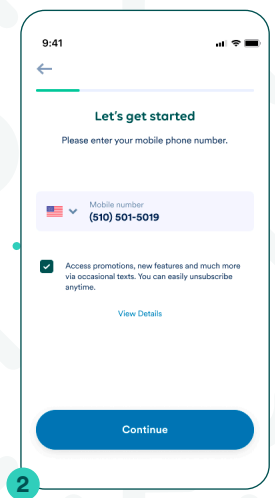 9:41
Let's get started
Please enter your mobile phone number.
Mobile number
(510) 501-5019
Access promotions, new features and much more
via occasional texts. You can easily unsubscribe
anytime.
View Details
Continue
2